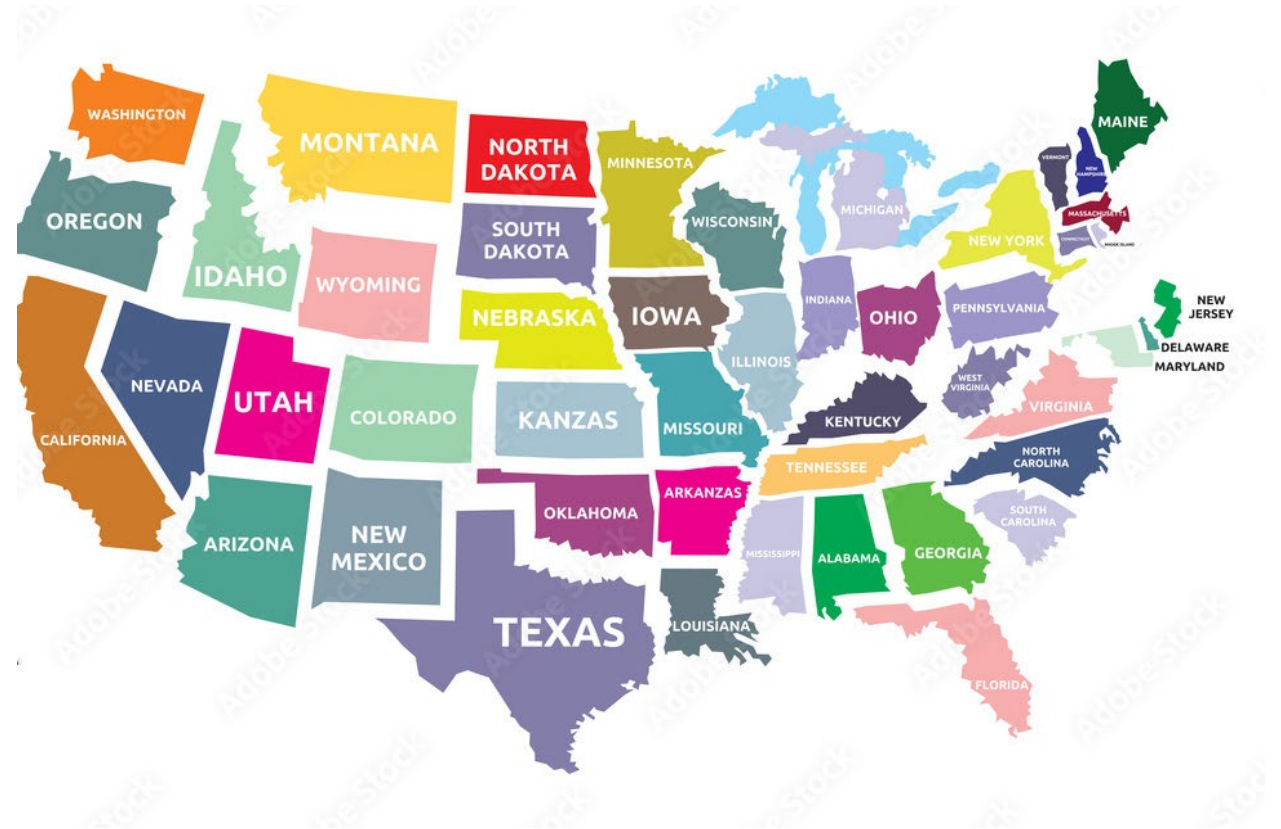 WASHINGTON
MONTANA
NORTH
DAKOTA
MINNESOTA
MAINE
VERMONT
NEW
HAMPSHIRE
OREGON
IDAHO
WYOMING
SOUTH
DAKOTA
WISCONSIN
MICHIGAN
NEW YORK
MASSACHUSETTS
CONNECTICUT
RHODE ISLAND
NEBRASKA
IOWA
INDIANA
OHIO
PENNSYLVANIA
NEW
JERSEY
DELAWARE
MARYLAND
NEVADA
UTAH
COLORADO
KANZAS
ILLINOIS
WEST
VIRGINIA
VIRGINIA
CALIFORNIA
MISSOURI
KENTUCKY
TENNESSEE
NORTH
CAROLINA
ARIZONA
NEW
MEXICO
OKLAHOMA
ARKANZAS
MISSISSIPPI
ALABAMA
GEORGIA
SOUTH
CAROLINA
TEXAS
LOUISIANA
FLORIDA
Adobe Stock